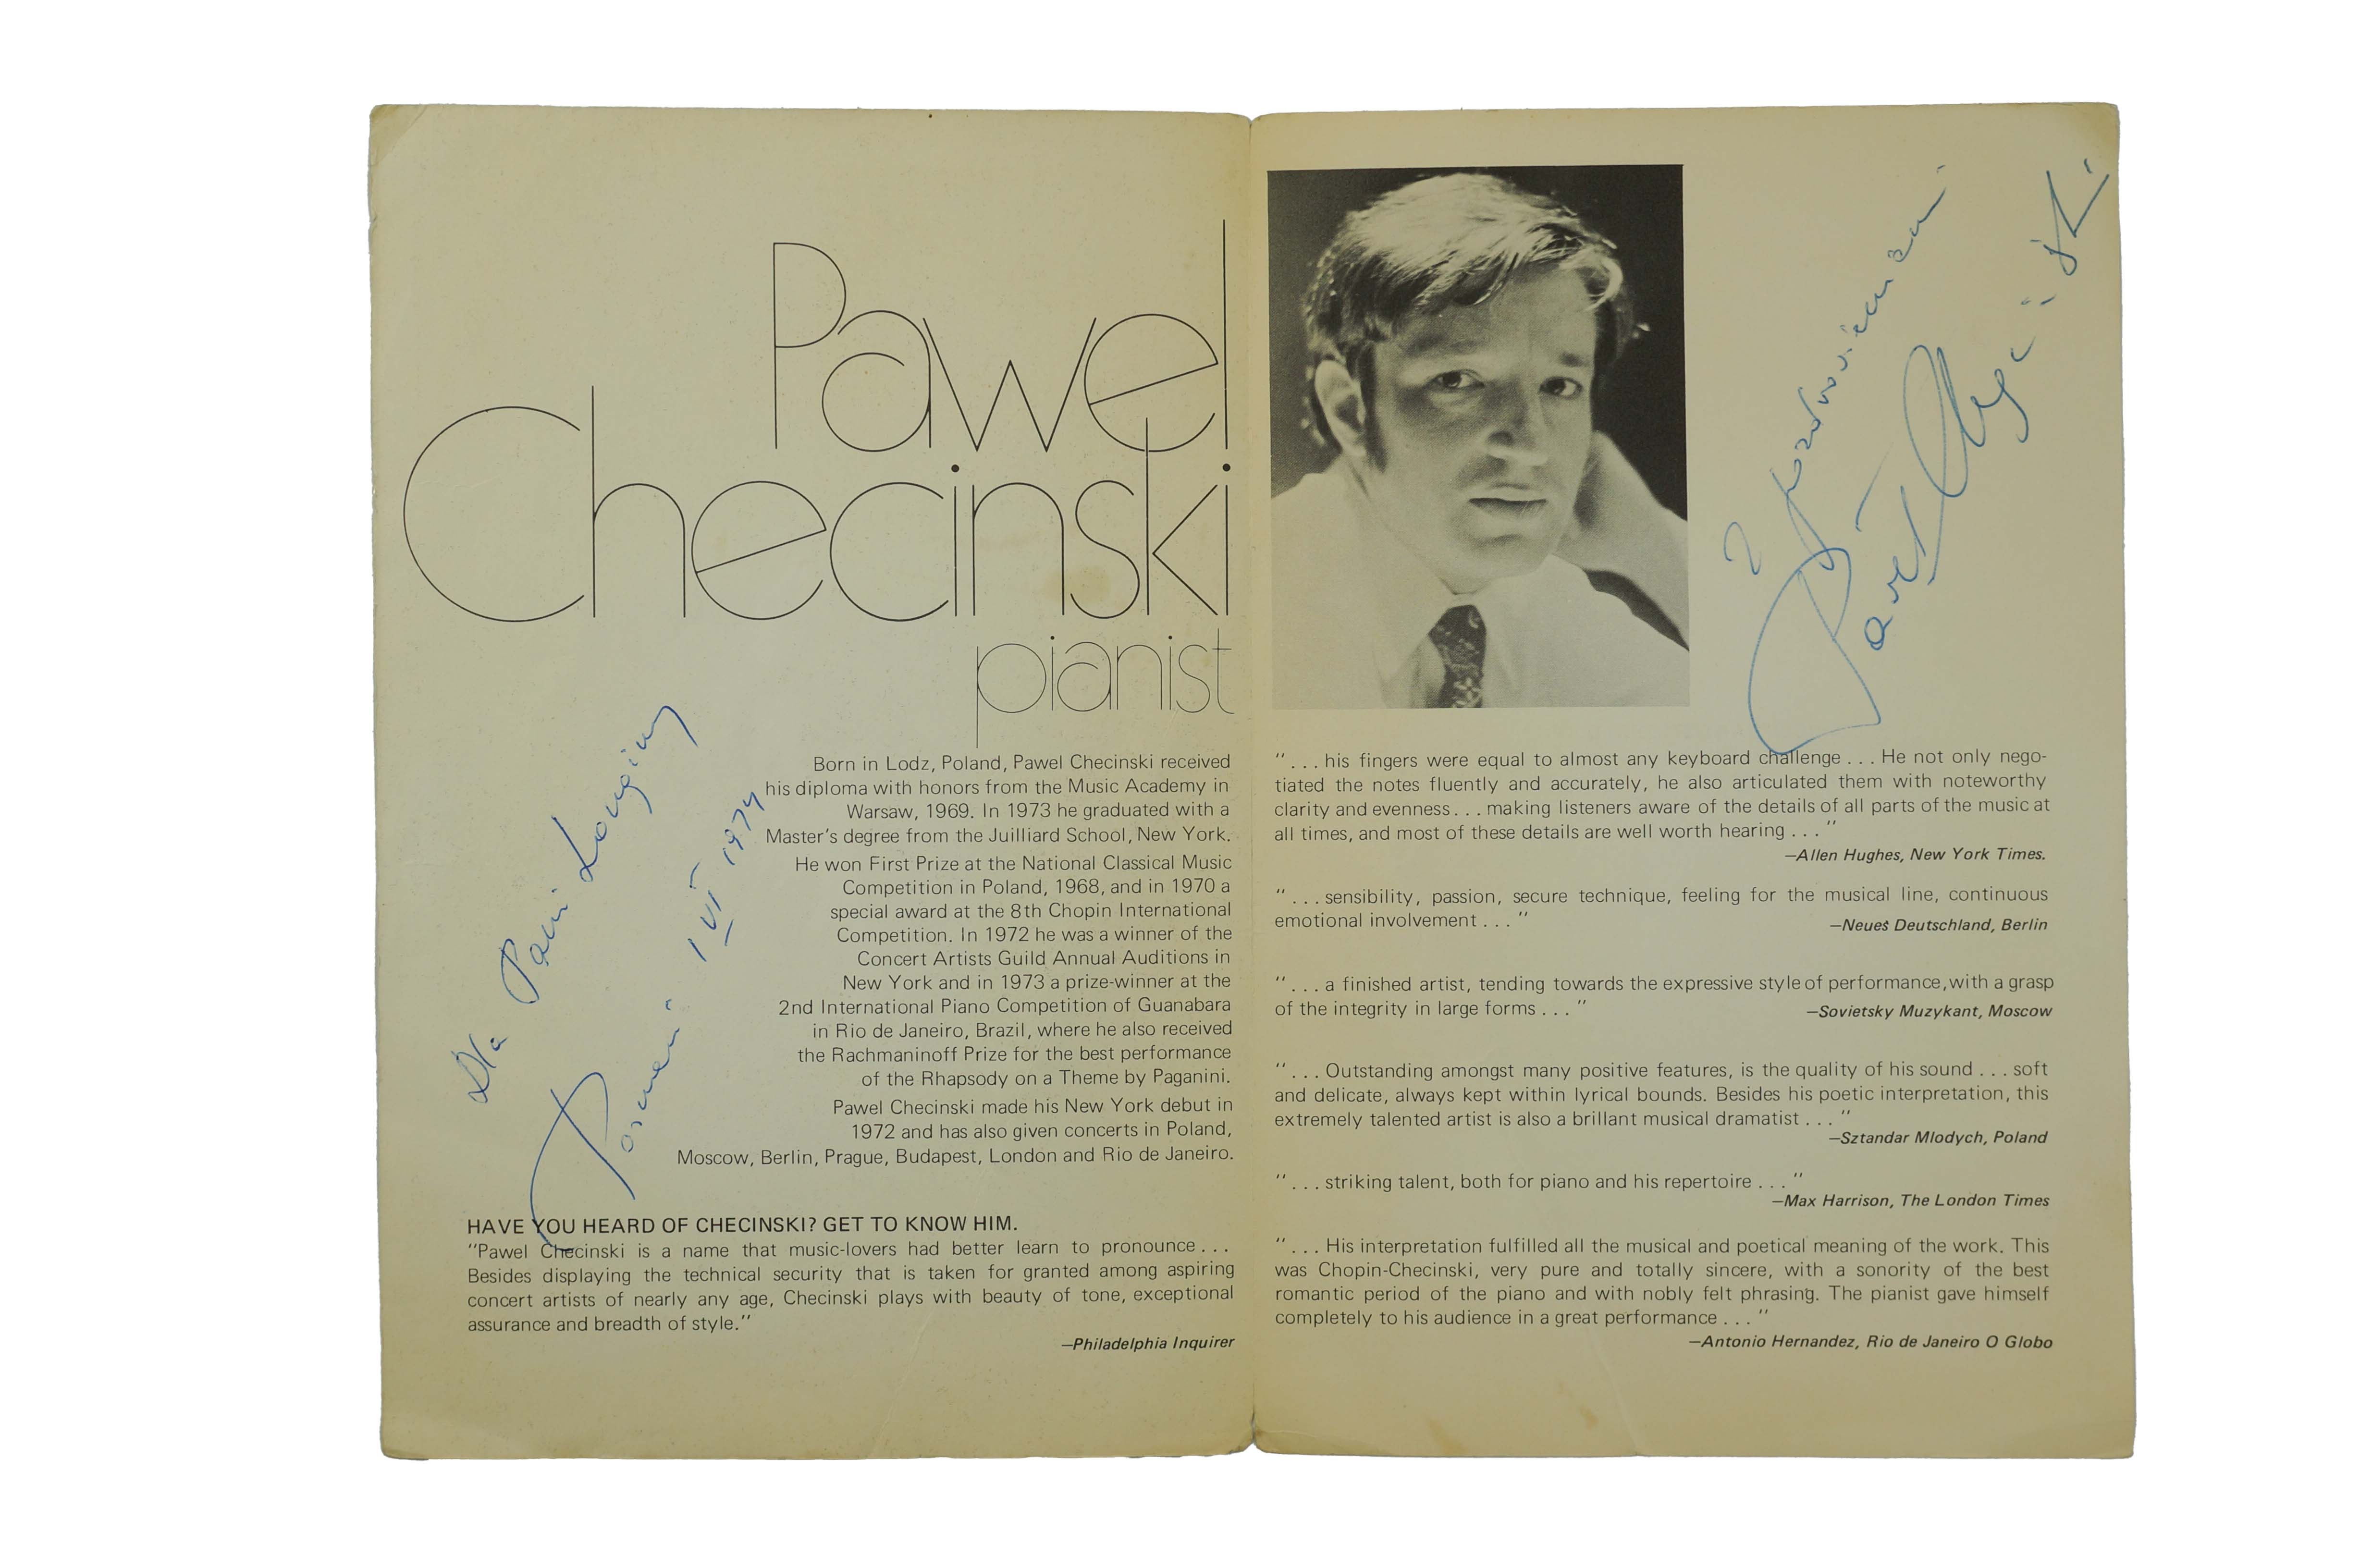 Pawel
Checinski
pianist
Born in Lodz, Poland, Pawel Checinski received
his diploma with honors from the Music Academy in
Warsaw, 1969. In 1973 he graduated with a
Master's degree from the Juilliard School, New York.
He won First Prize at the National Classical Music
Competition in Poland, 1968, and in 1970 a
special award at the 8th Chopin International
Competition. In 1972 he was a winner of the
Concert Artists Guild Annual Auditions in
New York and in 1973 a prize-winner at the
2nd International Piano Competition of Guanabara
in Rio de Janeiro, Brazil, where he also received
the Rachmaninoff Prize for the best performance
of the Rhapsody on a Theme by Paganini.
Pawel Checinski made his New York debut in
1972 and has also given concerts in Poland,
Moscow, Berlin, Prague, Budapest, London and Rio de Janeiro.
Dla Pani
Poznań 1 VI 1974
HAVE YOU HEARD OF CHECINSKI? GET TO KNOW HIM.
"Pawel Checinski is a name that music-lovers had better learn to pronounce...
Besides displaying the technical security that is taken for granted among aspiring
concert artists of nearly any age, Checinski plays with beauty of tone, exceptional
assurance and breadth of style."
—Philadelphia Inquirer
Z pozdrowieniami
Paweł Chęciński
"... his fingers were equal to almost any keyboard challenge... He not only nego-
tiated the notes fluently and accurately, he also articulated them with noteworthy
clarity and evenness... making listeners aware of the details of all parts of the music at
all times, and most of these details are well worth hearing..."
—Allen Hughes, New York Times.
"... sensibility, passion, secure technique, feeling for the musical line, continuous
emotional involvement..."
—Neues Deutschland, Berlin
"... a finished artist, tending towards the expressive style of performance, with a grasp
of the integrity in large forms..."
—Sovietsky Muzykant, Moscow
"... Outstanding amongst many positive features, is the quality of his sound... soft
and delicate, always kept within lyrical bounds. Besides his poetic interpretation, this
extremely talented artist is also a brillant musical dramatist..."
—Sztandar Mlodych, Poland
"... striking talent, both for piano and his repertoire..."
—Max Harrison, The London Times
"... His interpretation fulfilled all the musical and poetical meaning of the work. This
was Chopin-Checinski, very pure and totally sincere, with a sonority of the best
romantic period of the piano and with nobly felt phrasing. The pianist gave himself
completely to his audience in a great performance..."
—Antonio Hernandez, Rio de Janeiro O Globo